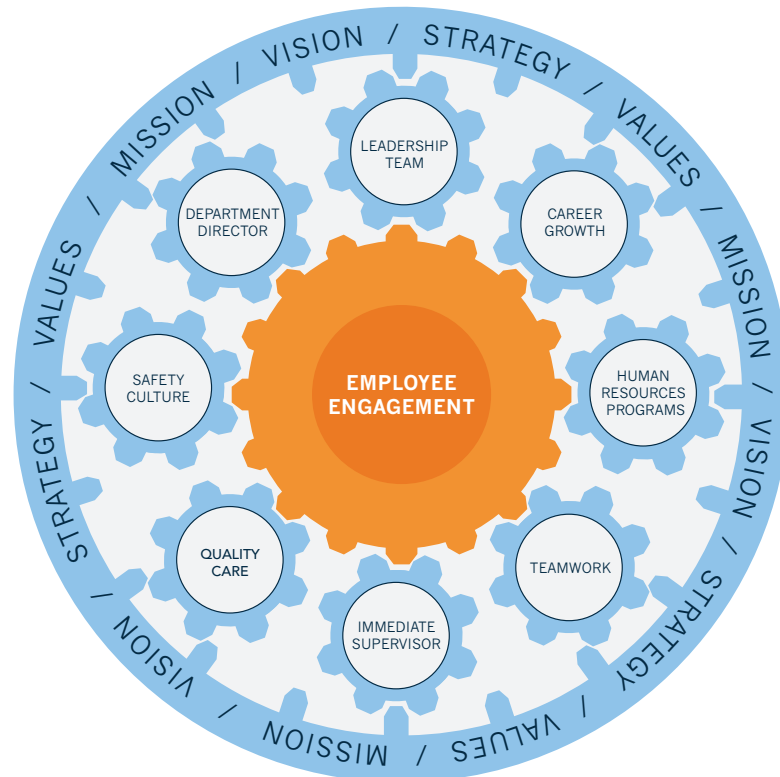 MISSION / VISION / STRATEGY / VALUES / MISSION / VISION / STRATEGY / VALUES / MISSION / VISION / STRATEGY / VALUES /
LEADERSHIP
TEAM
CAREER
GROWTH
HUMAN
RESOURCES
PROGRAMS
TEAMWORK
IMMEDIATE
SUPERVISOR
QUALITY
CARE
SAFETY
CULTURE
DEPARTMENT
DIRECTOR
EMPLOYEE
ENGAGEMENT